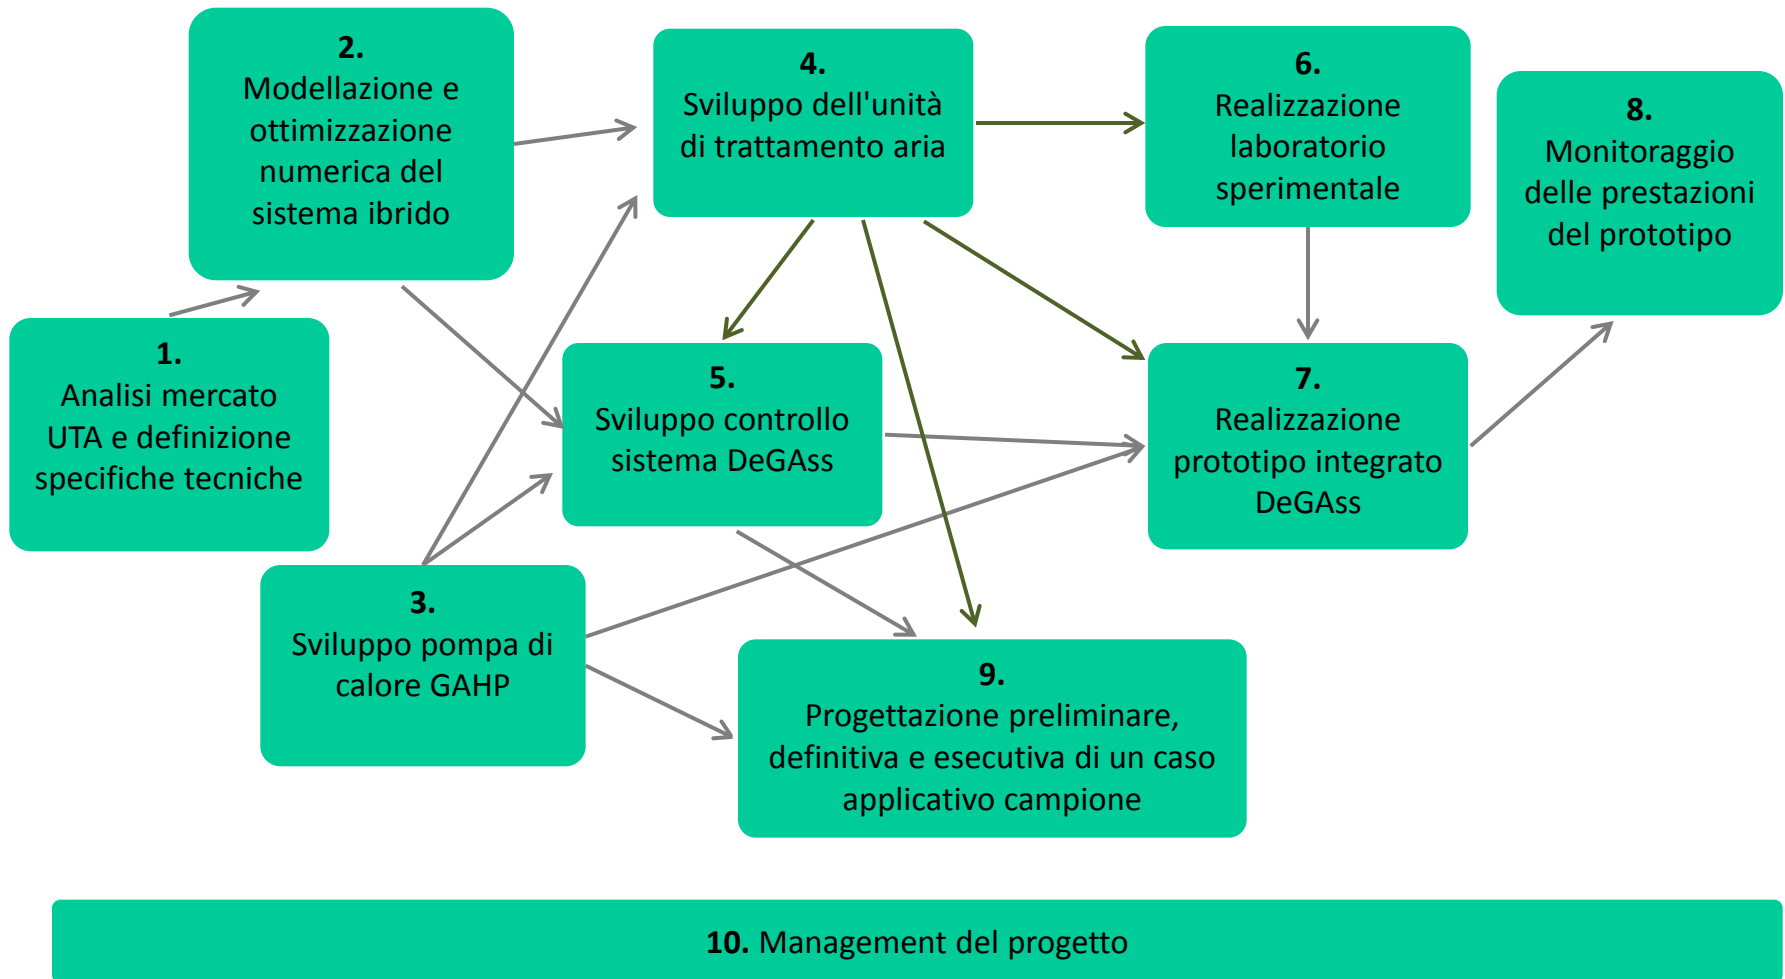 1.
Analisi mercato
UTA e definizione
specifiche tecniche
2.
Modellazione e
ottimizzazione
numerica del
sistema ibrido
3.
Sviluppo pompa di
calore GAHP
4.
Sviluppo dell'unità
di trattamento aria
5.
Sviluppo controllo
sistema DeGAss
6.
Realizzazione
laboratorio
sperimentale
7.
Realizzazione
prototipo integrato
DeGAss
8.
Monitoraggio
delle prestazioni
del prototipo
9.
Progettazione preliminare,
definitiva e esecutiva di un caso
applicativo campione
10. Management del progetto